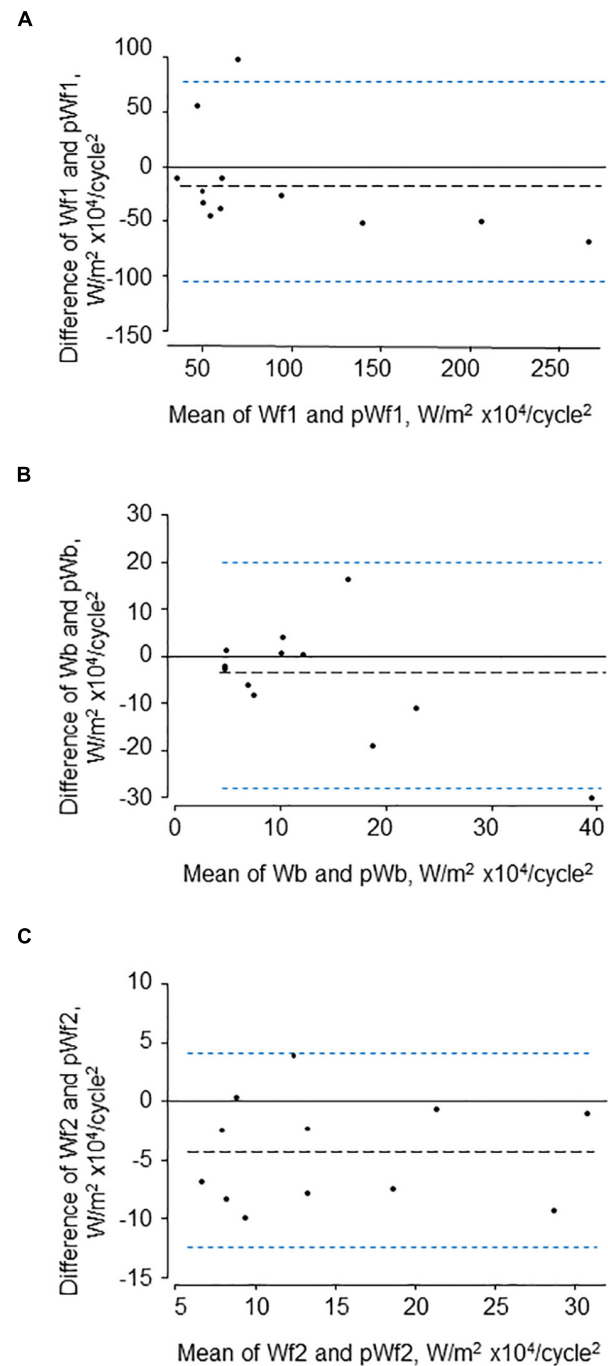 A
100
50
0
-50
-100
-150
Difference of Wf1 and pWf1,
W/m² x10⁴/cycle²
50 100 150 200 250
Mean of Wf1 and pWf1, W/m² x10⁴/cycle²
B
30
20
10
0
-10
-20
-30
Difference of Wb and pWb,
W/m² x10⁴/cycle²
0 10 20 30 40
Mean of Wb and pWb, W/m² x10⁴/cycle²
C
10
5
0
-5
-10
-15
Difference of Wf2 and pWf2,
W/m² x10⁴/cycle²
5 10 15 20 25 30
Mean of Wf2 and pWf2, W/m² x10⁴/cycle²